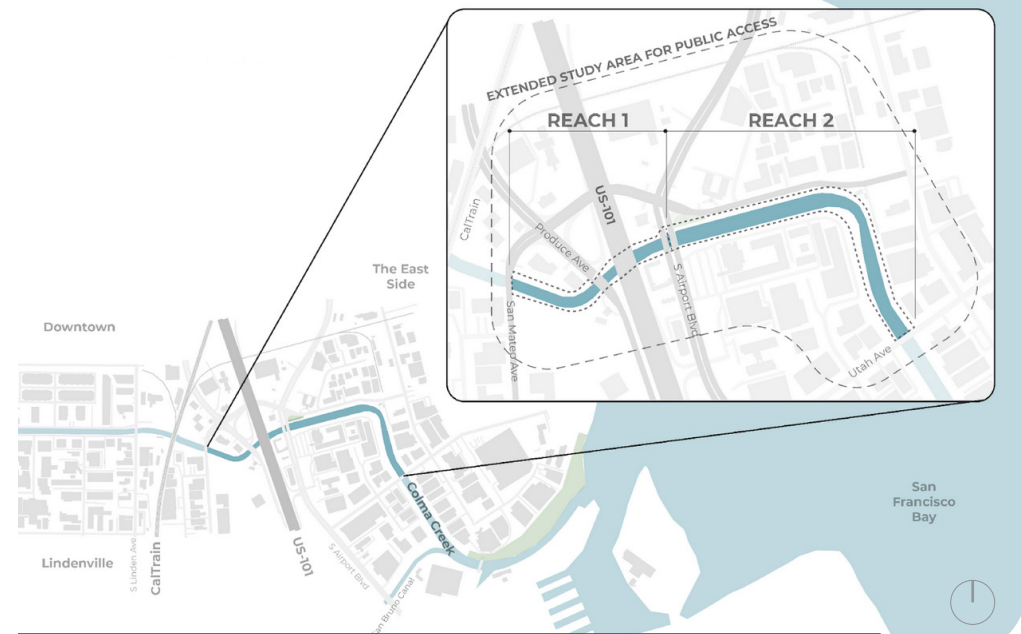 EXTENDED STUDY AREA FOR PUBLIC ACCESS
REACH 1
REACH 2
US-101
CalTrain
Produce Ave
San Mateo Ave
S Airport Blvd
Utah Ave
The East
Side
Downtown
Lindenville
S Linden Ave
CalTrain
US-101
S Airport Blvd
Colma Creek
San Bruno Canal
San
Francisco
Bay